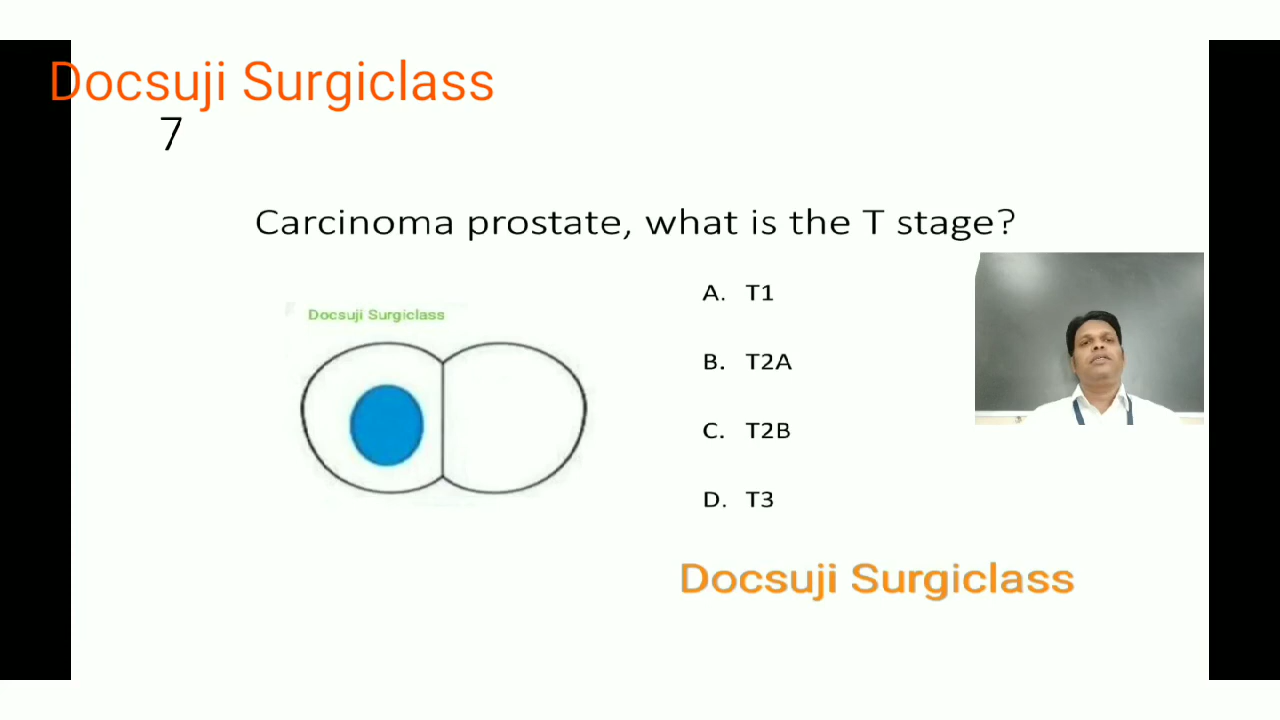 Docsuji Surgiclass
7
Carcinoma prostate, what is the T stage?
Docsuji Surgiclass
A. T1
B. T2A
C. T2B
D. T3
Docsuji Surgiclass